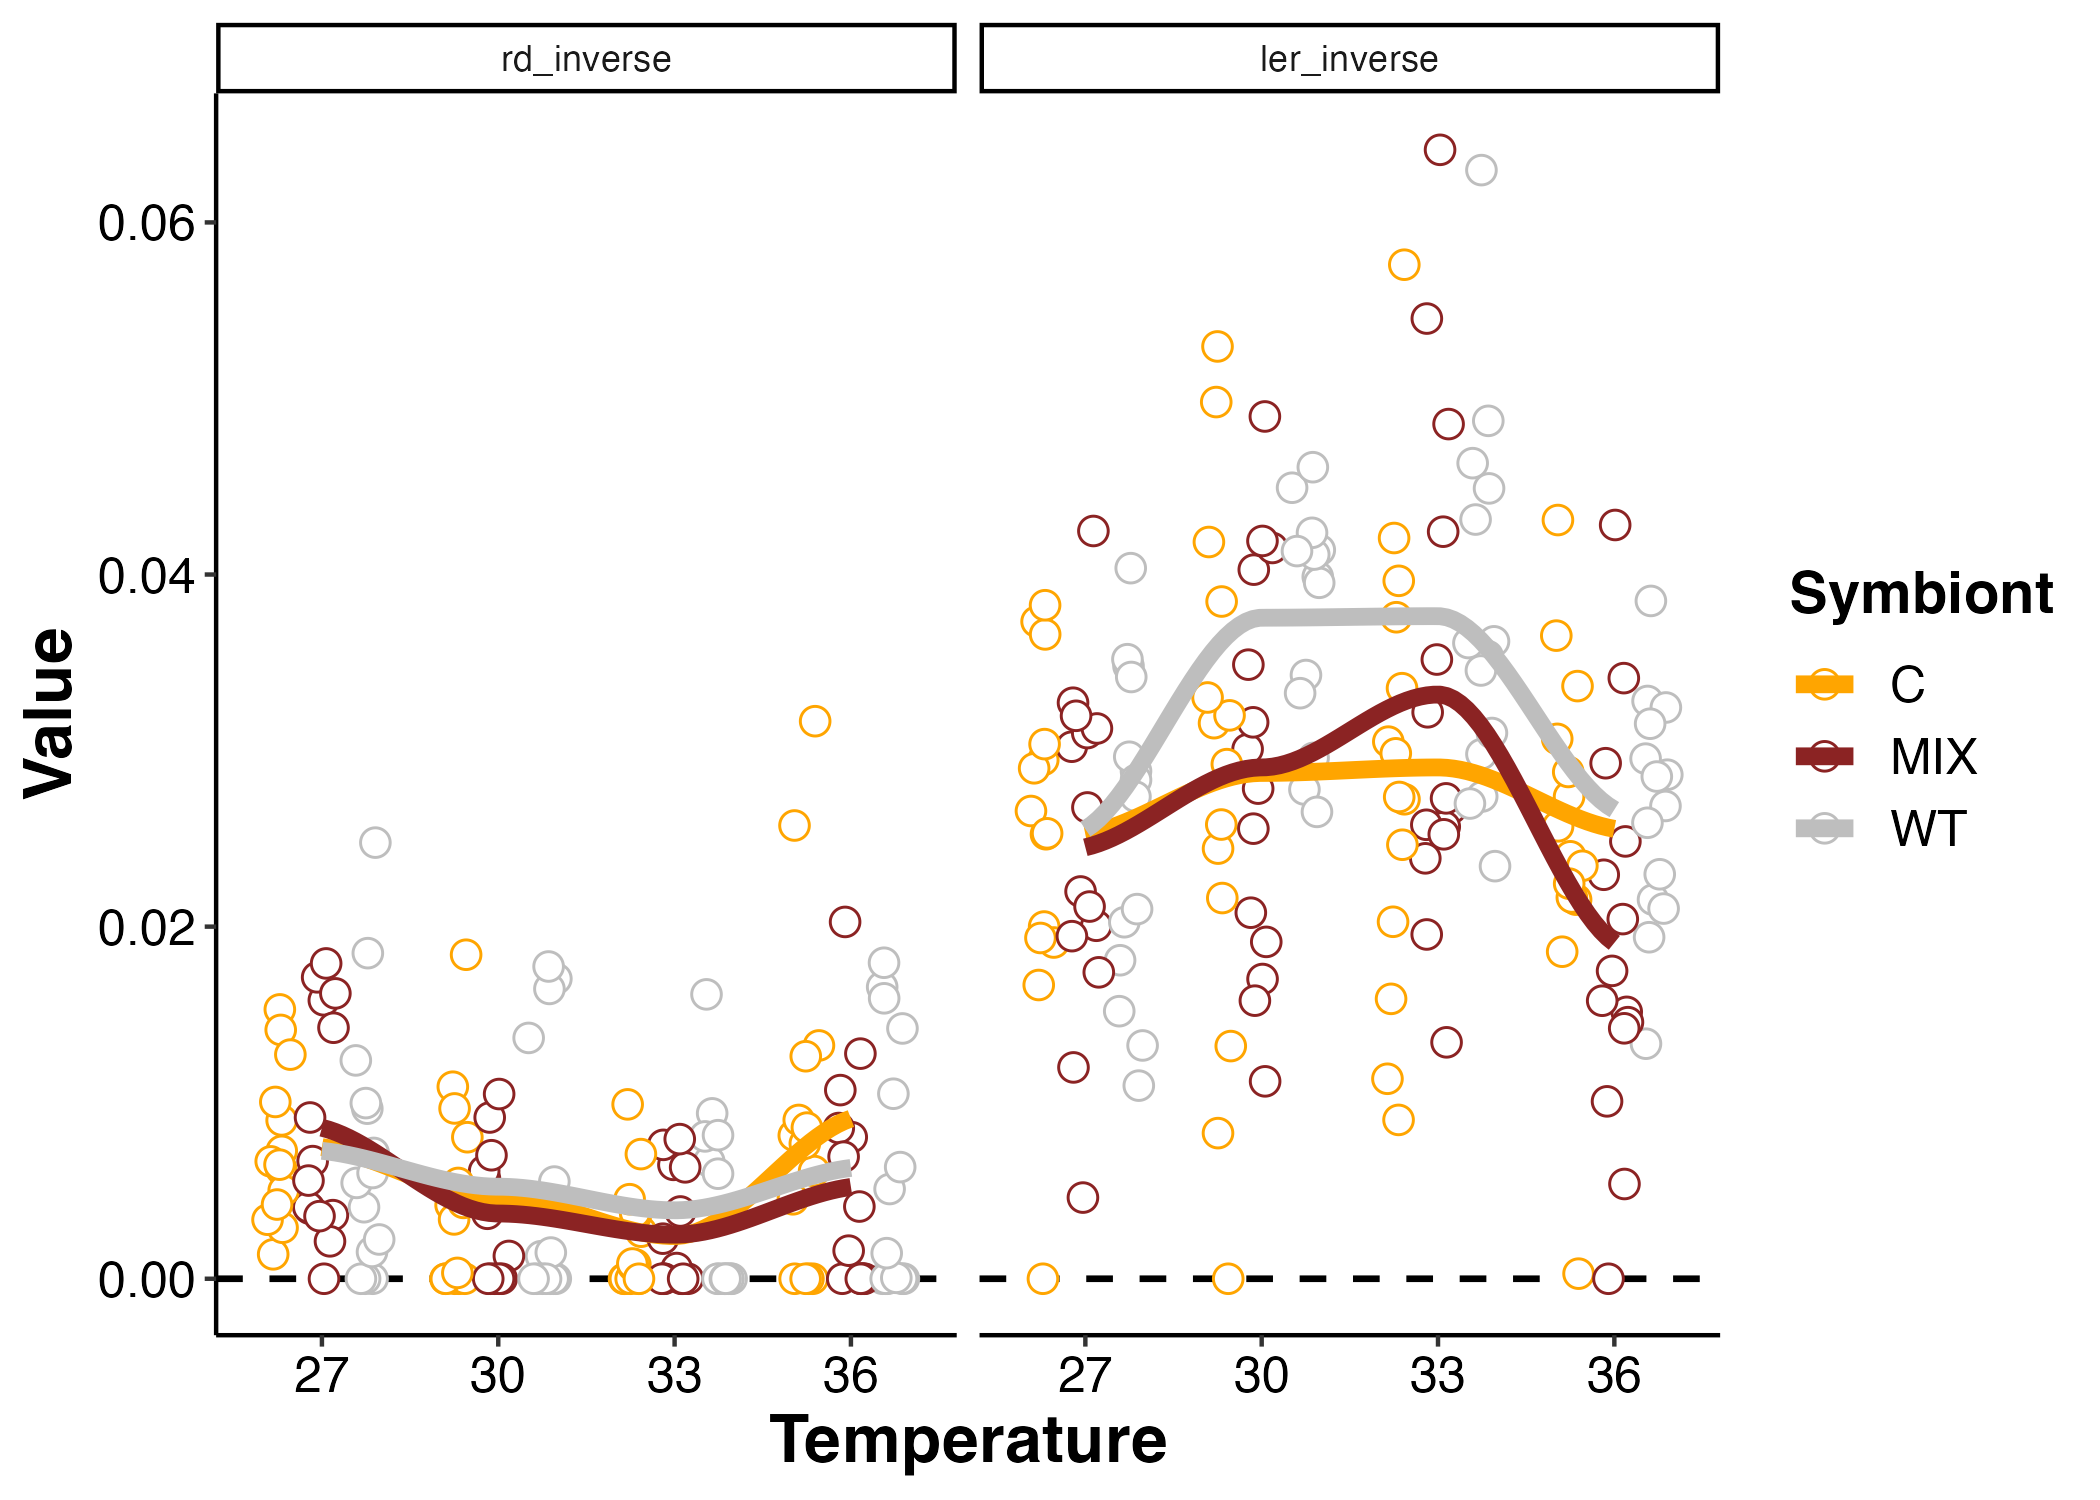 rd_inverse ler_inverse
0.06
0.04
0.02
0.00
Value
27 30 33 36 27 30 33 36
Temperature
Symbiont
C
MIX
WT